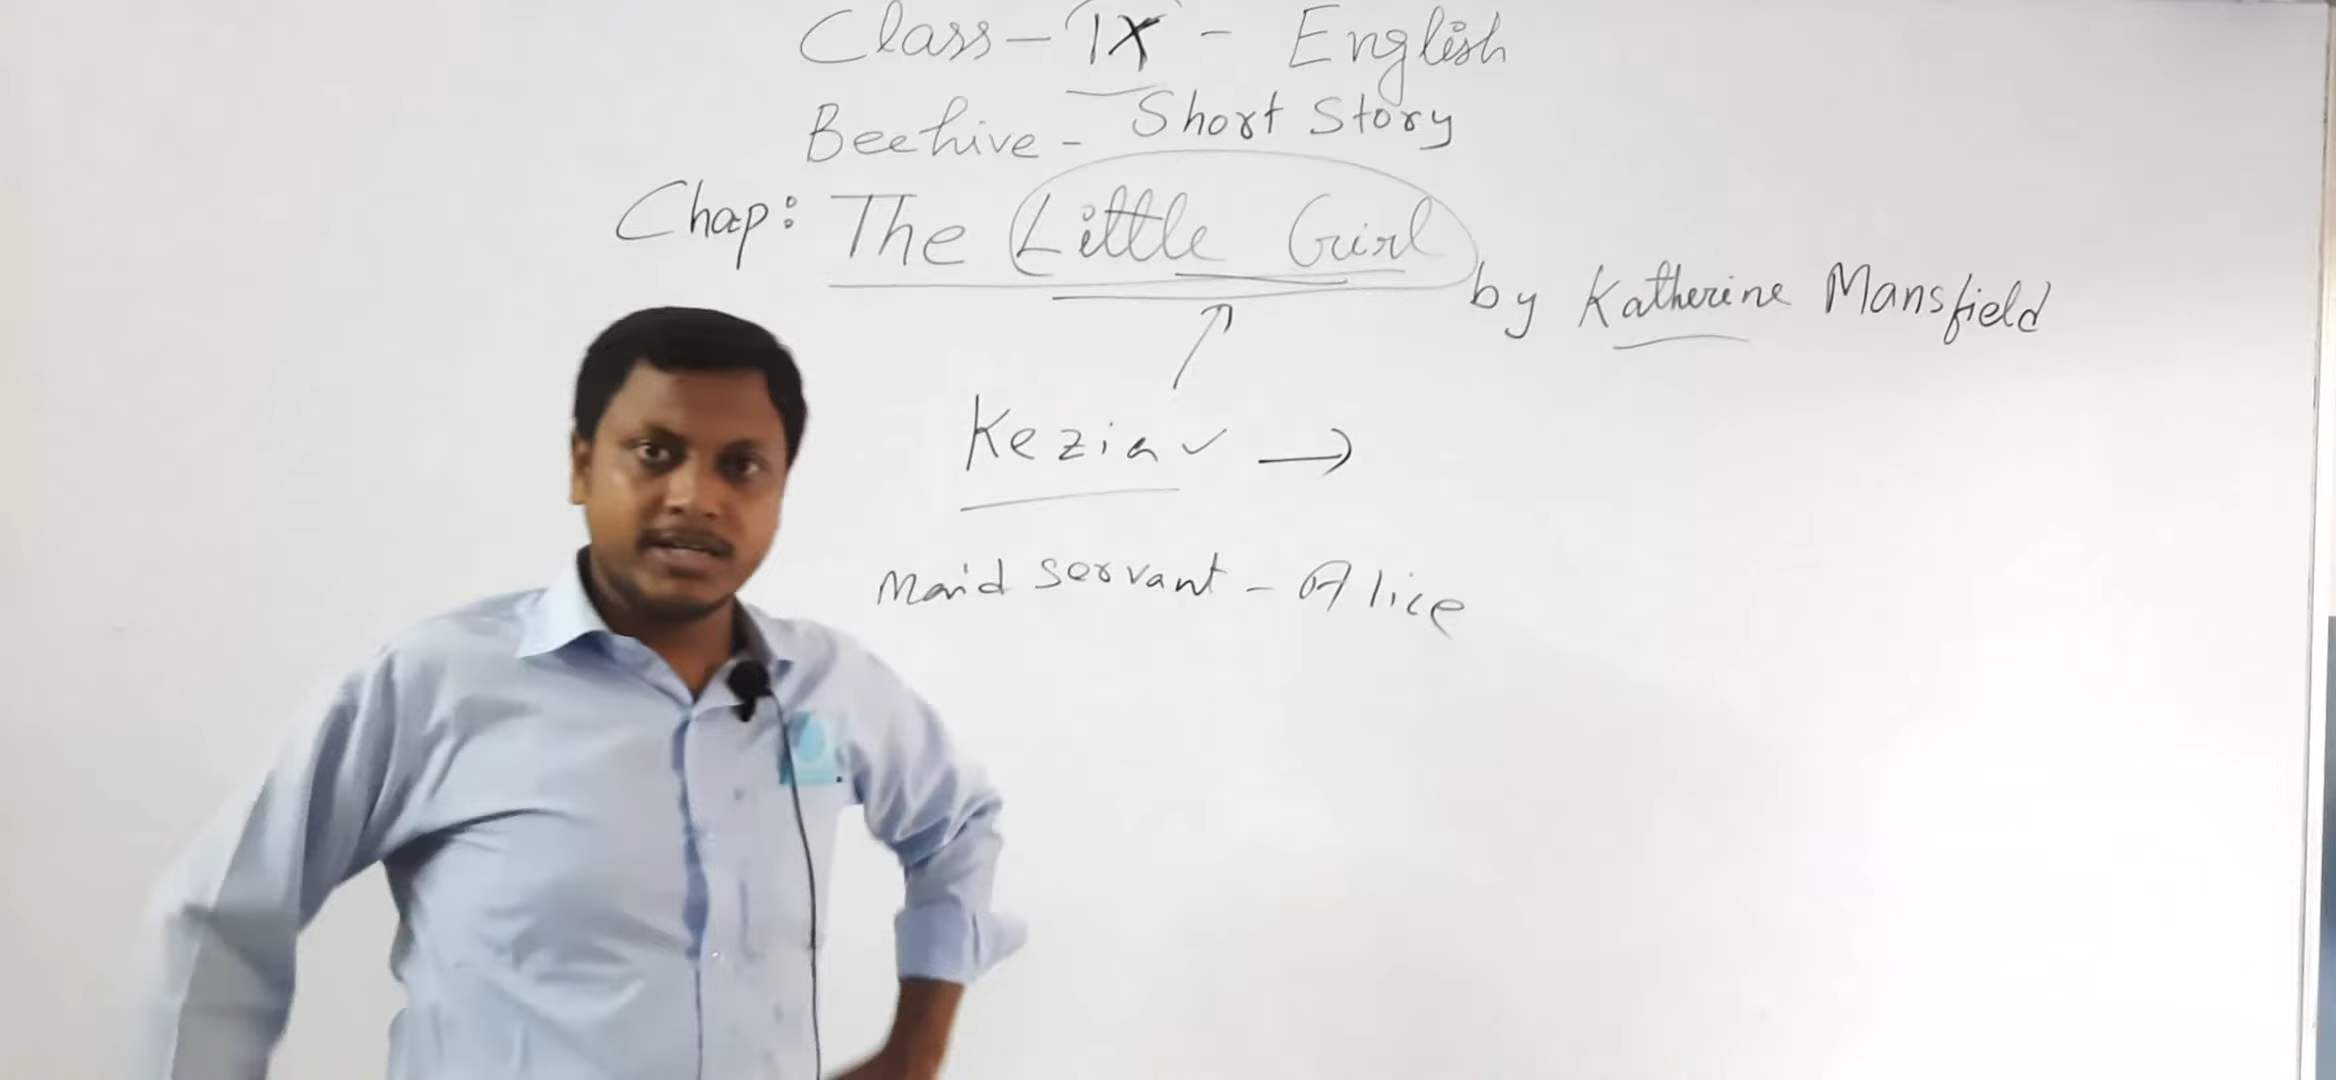 Class - IX - English
Beehive - Short Story
Chap: The Little Girl
by Katherine Mansfield
Kezia ✓ →
Maid servant - Alice